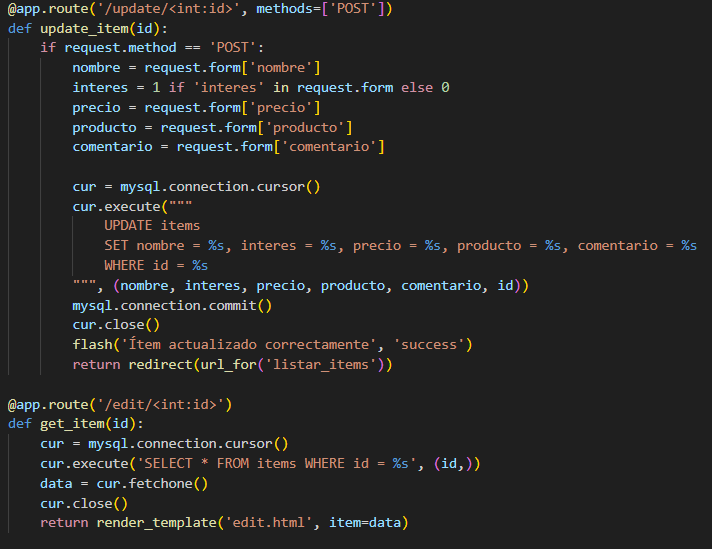 @app.route('/update/<int:id>', methods=['POST'])
def update_item(id):
    if request.method == 'POST':
        nombre = request.form['nombre']
        interes = 1 if 'interes' in request.form else 0
        precio = request.form['precio']
        producto = request.form['producto']
        comentario = request.form['comentario']

        cur = mysql.connection.cursor()
        cur.execute("""
            UPDATE items
            SET nombre = %s, interes = %s, precio = %s, producto = %s, comentario = %s
            WHERE id = %s
        """, (nombre, interes, precio, producto, comentario, id))
        mysql.connection.commit()
        cur.close()
        flash('Ítem actualizado correctamente', 'success')
        return redirect(url_for('listar_items'))

@app.route('/edit/<int:id>')
def get_item(id):
    cur = mysql.connection.cursor()
    cur.execute('SELECT * FROM items WHERE id = %s', (id,))
    data = cur.fetchone()
    cur.close()
    return render_template('edit.html', item=data)